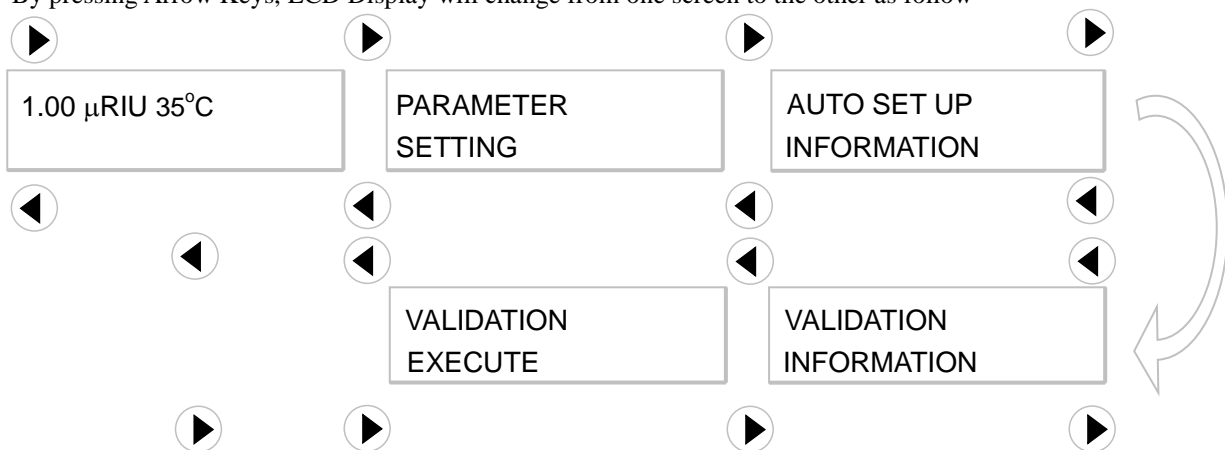 By pressing Arrow Keys, LCD Display will change from one screen to the other as follow
1.00 μRIU 35°C
PARAMETER
SETTING
AUTO SET UP
INFORMATION
VALIDATION
EXECUTE
VALIDATION
INFORMATION